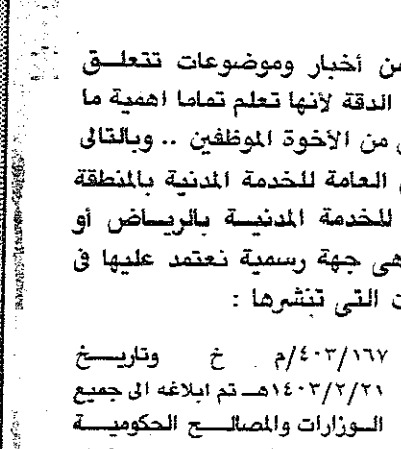 من أخبار وموضوعات تتعلق
الدقة لأنها تعلم تماما اهمية ما
من الأخوة الموظفين .. وبالتالى
العامة للخدمة المدنية بالمنطقة
للخدمة المدنية بالرياض أو
هى جهة رسمية نعتمد عليها فى
التى تنشرها :
٤٠٣/١٦٧/م خ وتاريخ
١٤٠٣/٢/٢١هـ تم ابلاغه الى جميع
الوزارات والمصالح الحكومية